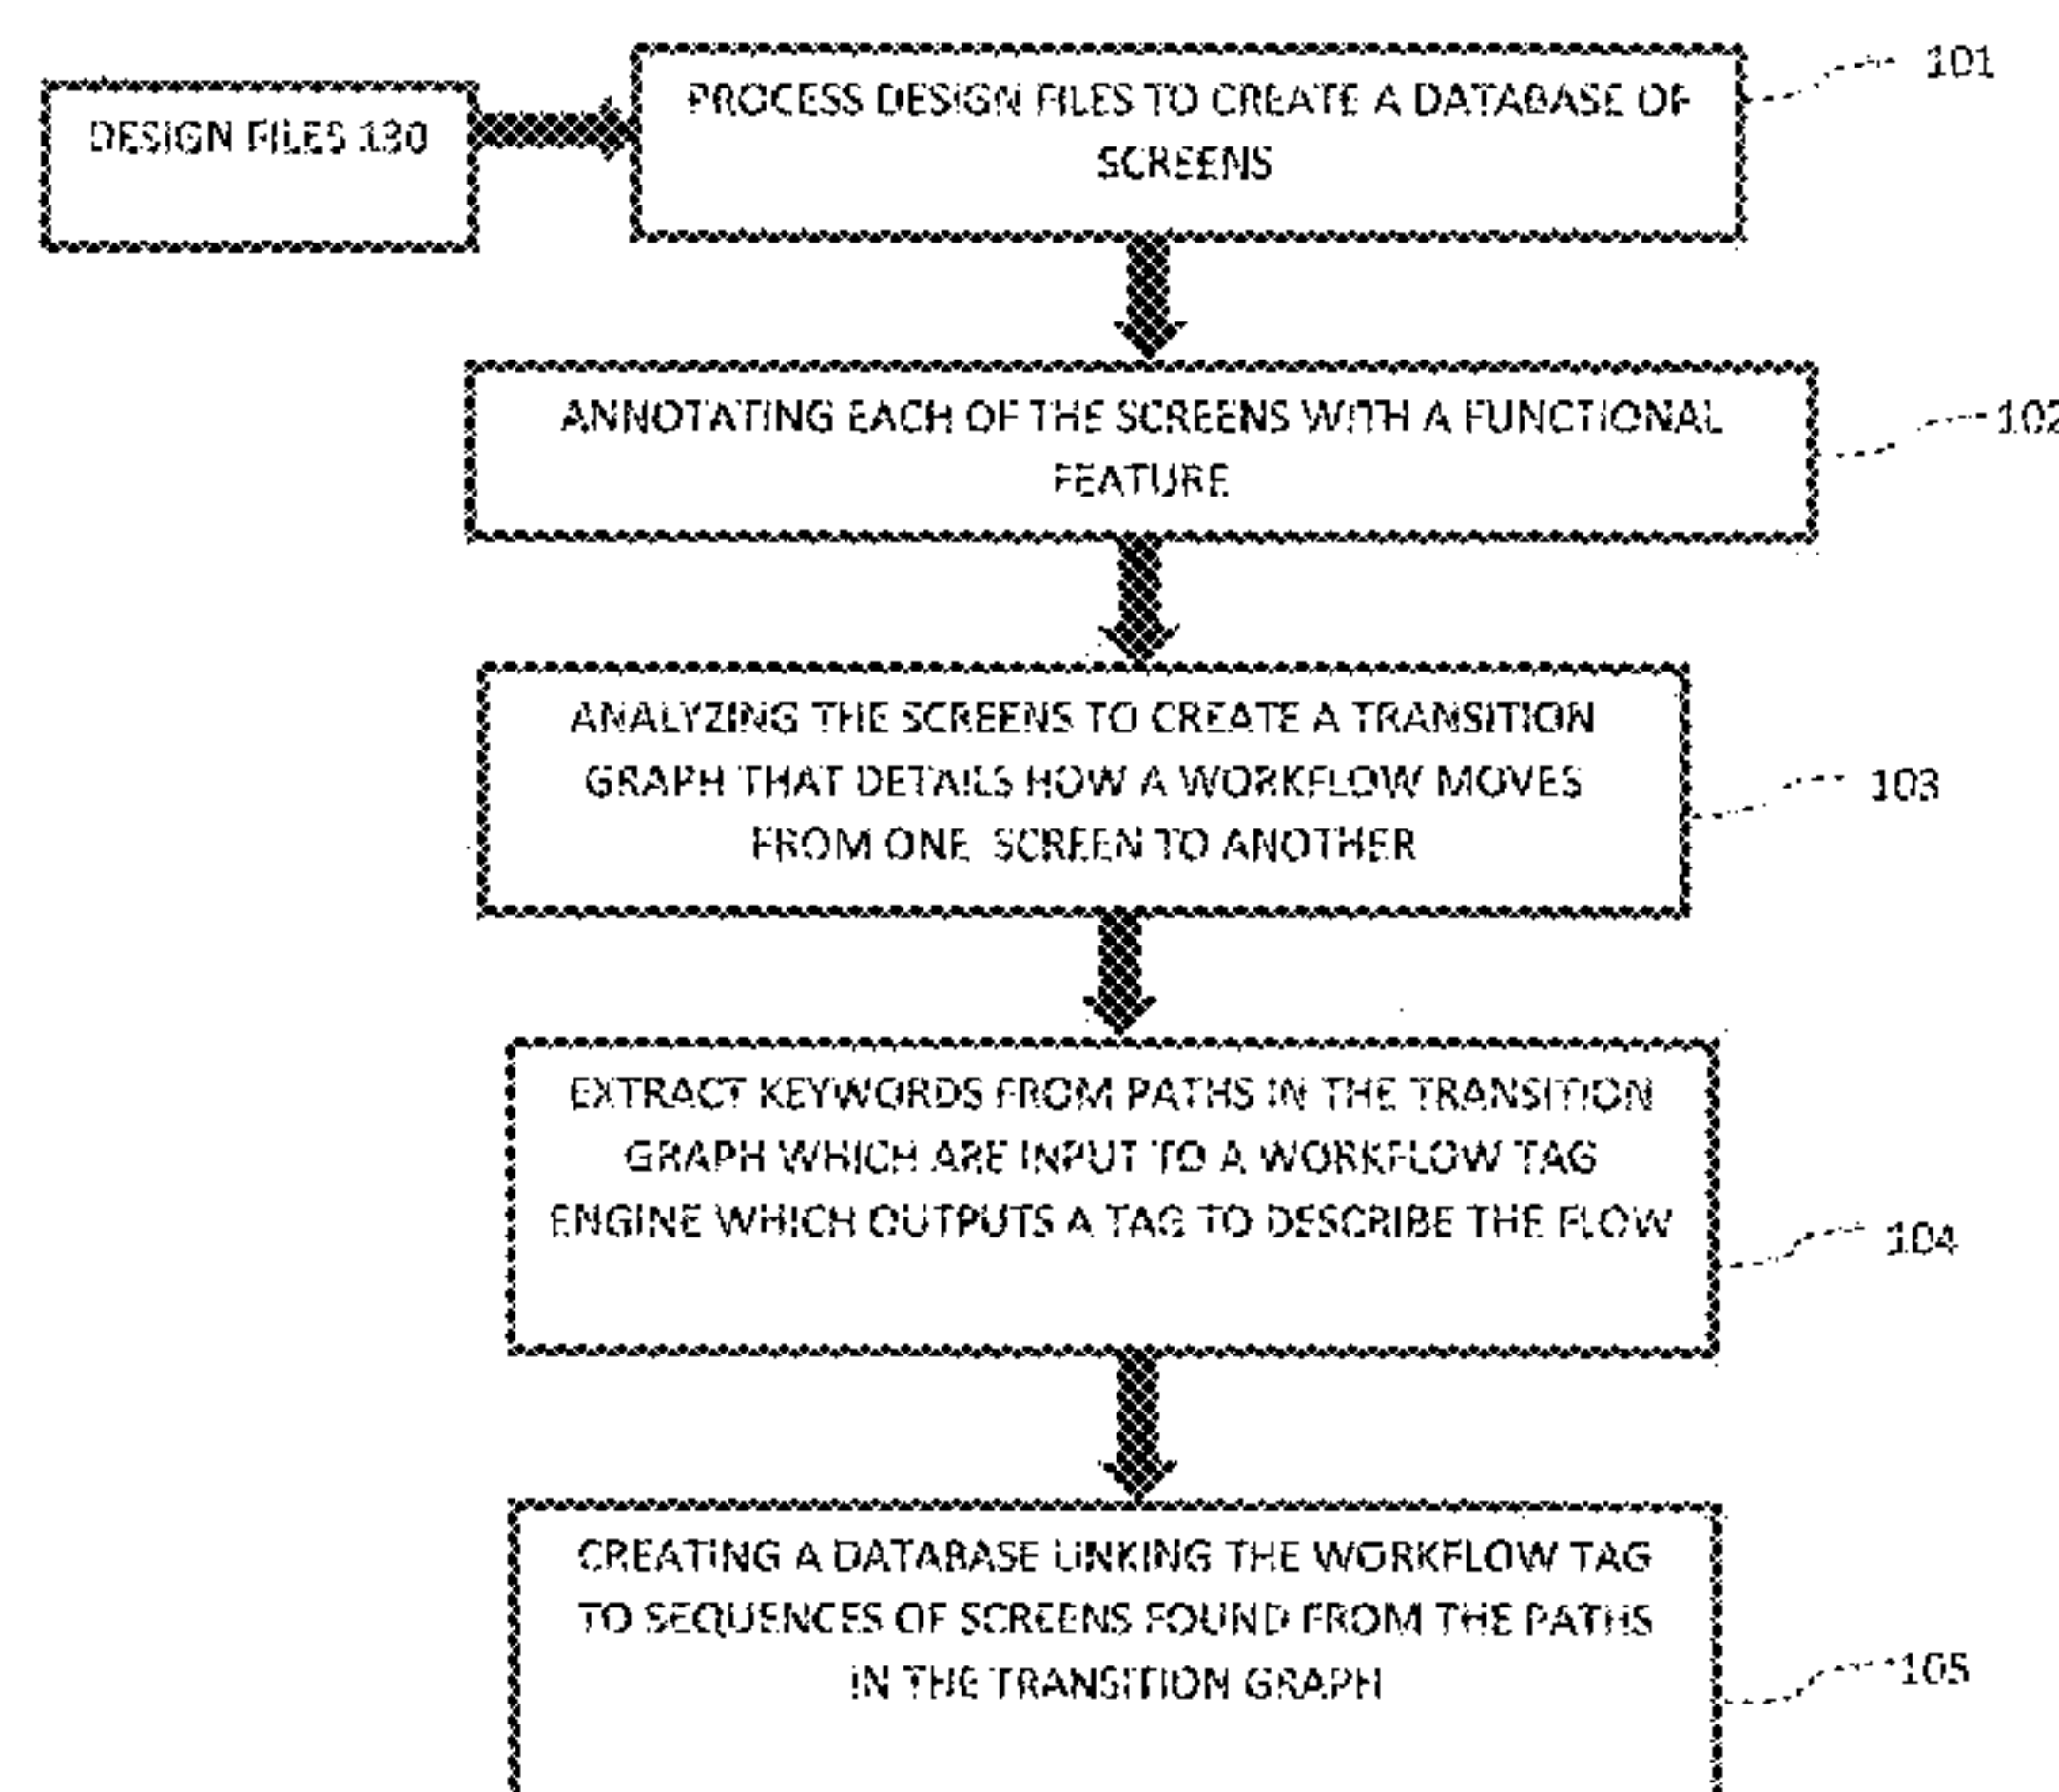 DESIGN FILES 130
PROCESS DESIGN FILES TO CREATE A DATABASE OF
SCREENS
101
ANNOTATING EACH OF THE SCREENS WITH A FUNCTIONAL
FEATURE
102
ANALYZING THE SCREENS TO CREATE A TRANSITION
GRAPH THAT DETAILS HOW A WORKFLOW MOVES
FROM ONE SCREEN TO ANOTHER
103
EXTRACT KEYWORDS FROM PATHS IN THE TRANSITION
GRAPH WHICH ARE INPUT TO A WORKFLOW TAG
ENGINE WHICH OUTPUTS A TAG TO DESCRIBE THE FLOW
104
CREATING A DATABASE LINKING THE WORKFLOW TAG
TO SEQUENCES OF SCREENS FOUND FROM THE PATHS
IN THE TRANSITION GRAPH
105